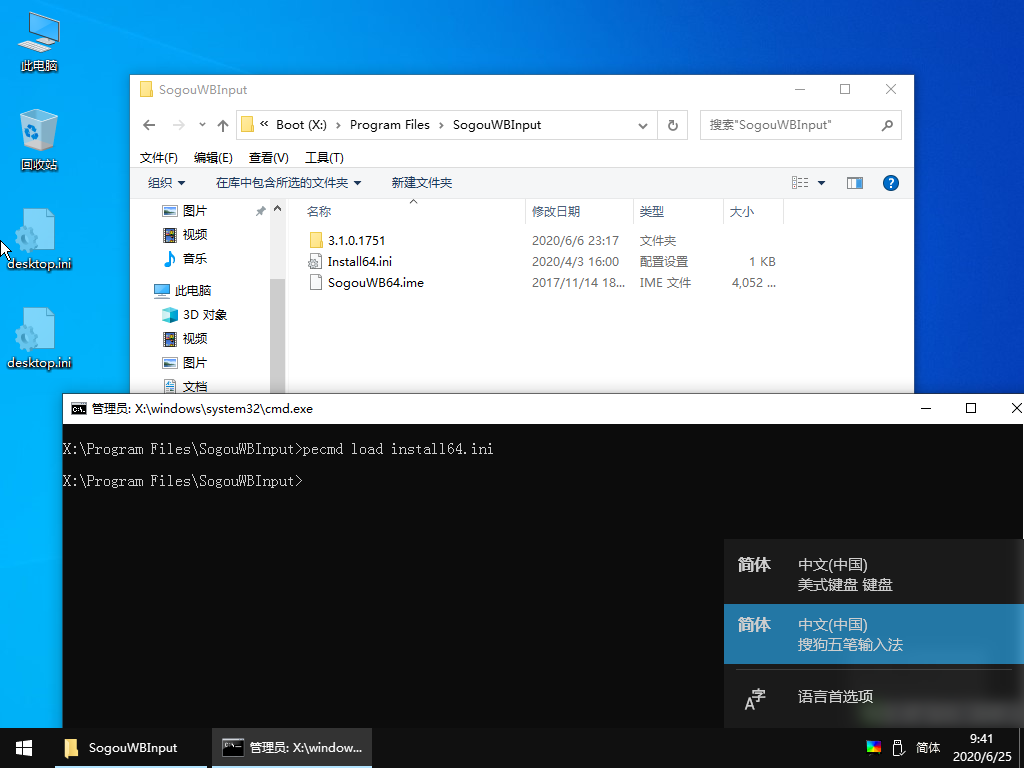 此电脑
回收站
desktop.ini
desktop.ini
SogouWBInput
« Boot (X:) › Program Files › SogouWBInput
搜索"SogouWBInput"
文件(F) 编辑(E) 查看(V) 工具(T)
组织 在库中包含所选的文件夹 新建文件夹
图片
视频
音乐
此电脑
3D 对象
视频
图片
文档
名称 修改日期 类型 大小
3.1.0.1751 2020/6/6 23:17 文件夹
Install64.ini 2020/4/3 16:00 配置设置 1 KB
SogouWB64.ime 2017/11/14 18... IME 文件 4,052 ...
管理员: X:\windows\system32\cmd.exe
X:\Program Files\SogouWBInput>pecmd load install64.ini
X:\Program Files\SogouWBInput>
简体 中文(中国)
美式键盘 键盘
简体 中文(中国)
搜狗五笔输入法
A字 语言首选项
SogouWBInput
管理员: X:\window...
简体
9:41
2020/6/25